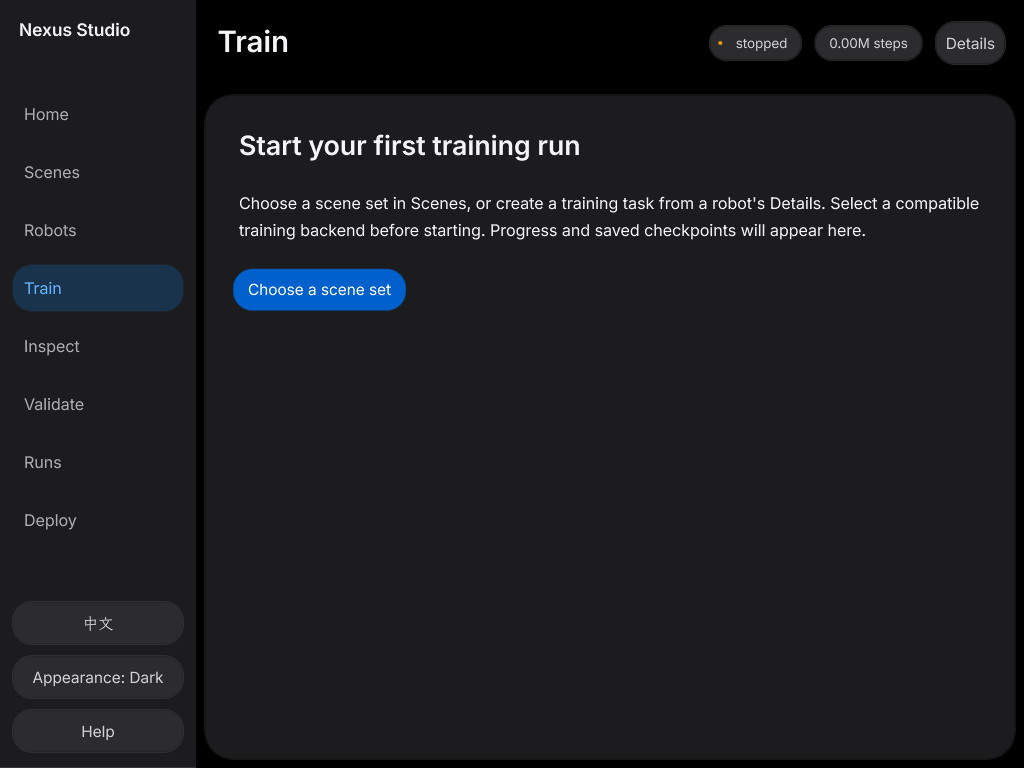 Nexus Studio
Home
Scenes
Robots
Train
Inspect
Validate
Runs
Deploy
中文
Appearance: Dark
Help
Train
stopped
0.00M steps
Details
Start your first training run
Choose a scene set in Scenes, or create a training task from a robot's Details. Select a compatible
training backend before starting. Progress and saved checkpoints will appear here.
Choose a scene set